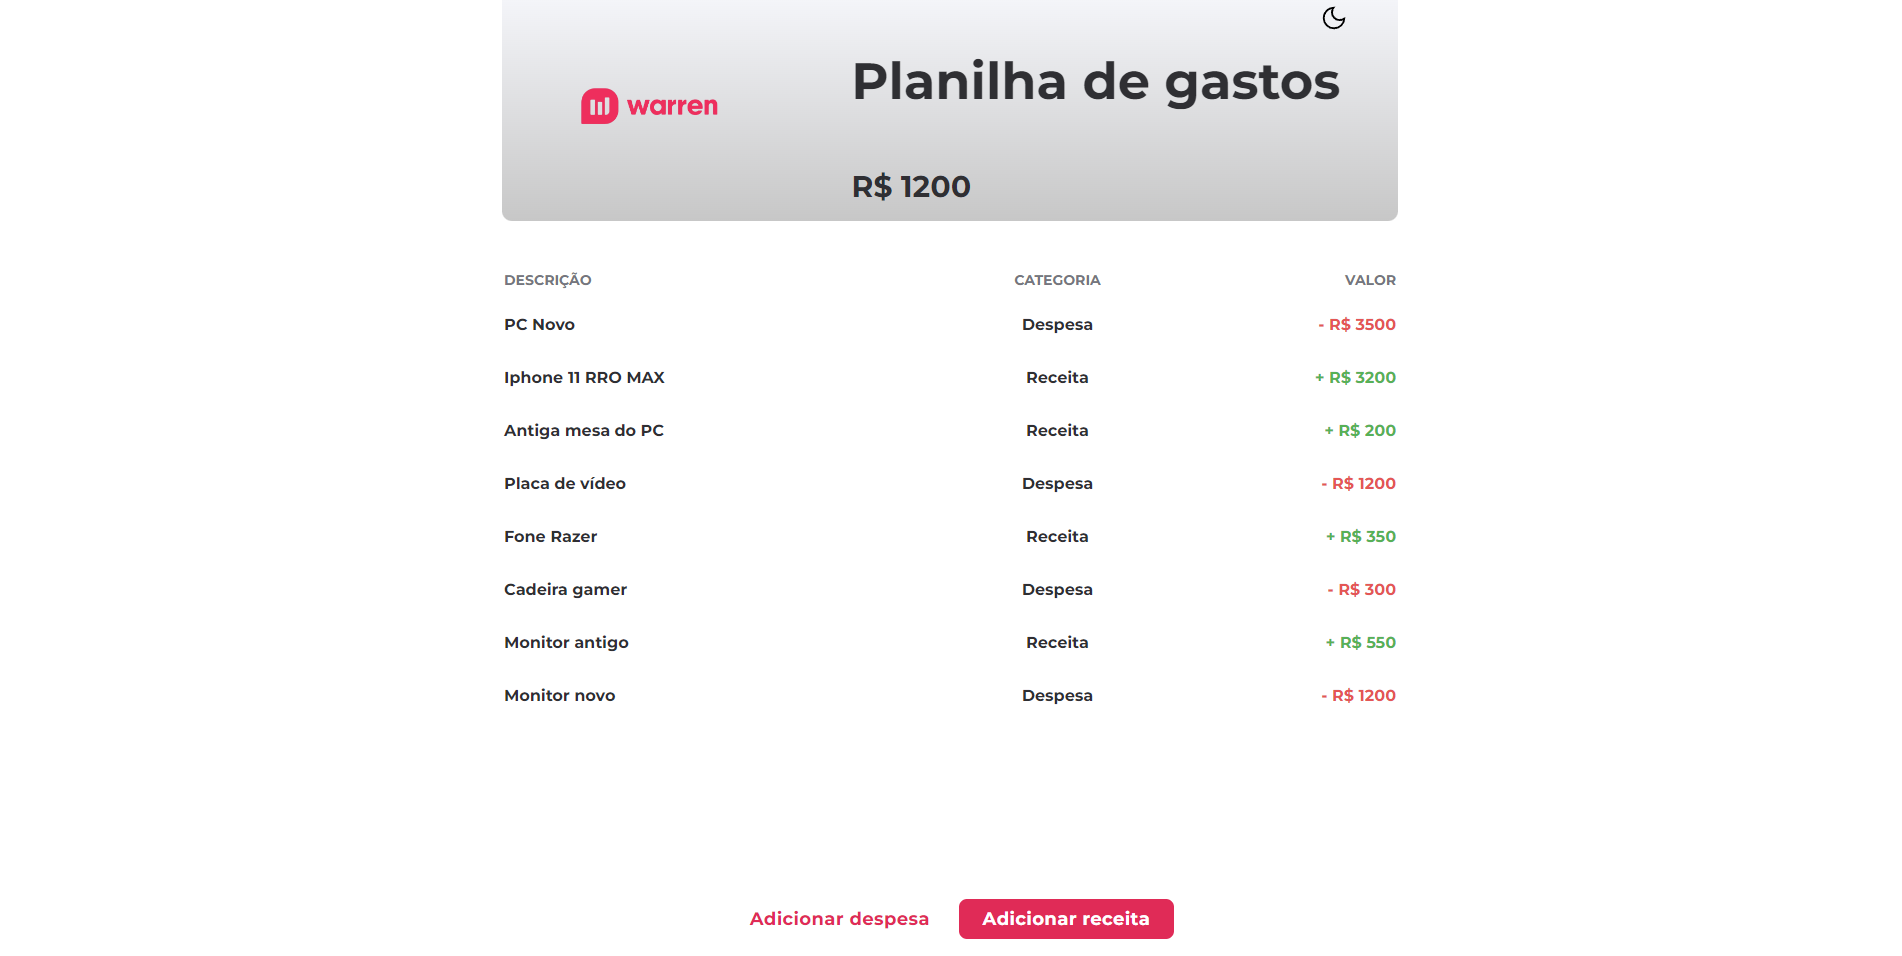 Planilha de gastos
warren
R$ 1200
DESCRIÇÃO CATEGORIA VALOR
PC Novo Despesa - R$ 3500
Iphone 11 RRO MAX Receita + R$ 3200
Antiga mesa do PC Receita + R$ 200
Placa de vídeo Despesa - R$ 1200
Fone Razer Receita + R$ 350
Cadeira gamer Despesa - R$ 300
Monitor antigo Receita + R$ 550
Monitor novo Despesa - R$ 1200
Adicionar despesa Adicionar receita